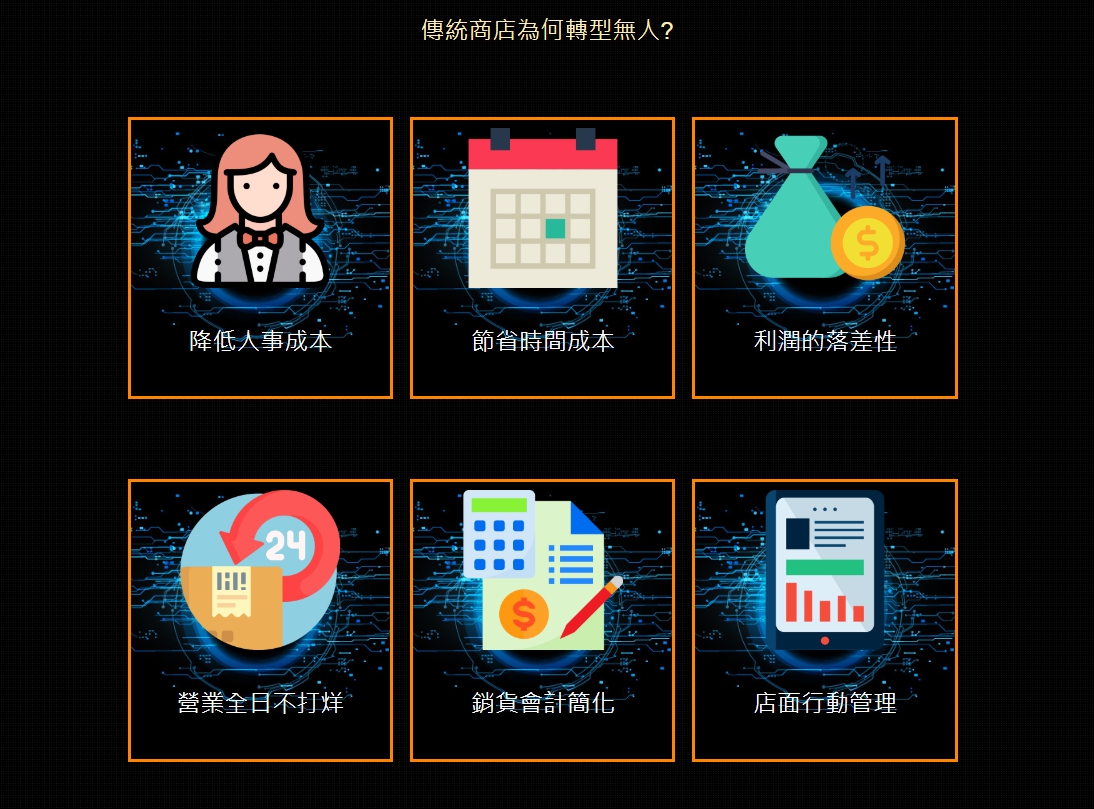 傳統商店為何轉型無人?
降低人事成本
節省時間成本
$
利潤的落差性
24
營業全日不打烊
$
銷貨會計簡化
店面行動管理